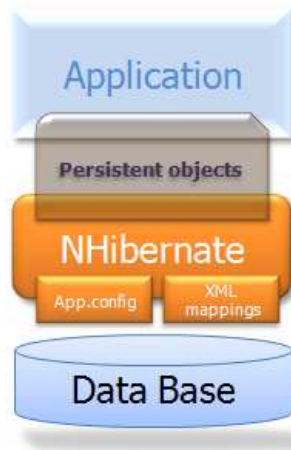 Application
Persistent objects
NHibernate
App.config
XML
mappings
Data Base